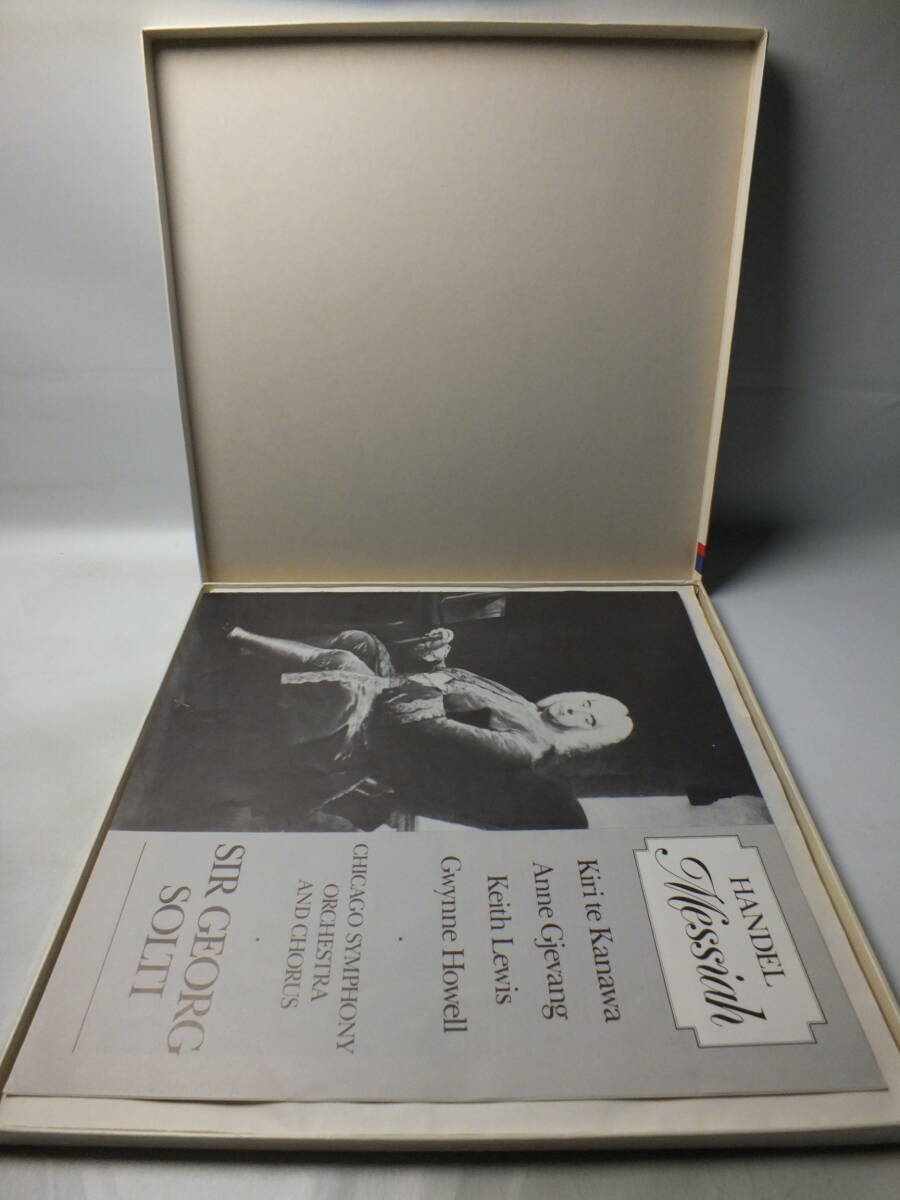 HANDEL
Messiah
Kiri te Kanawa
Anne Gjevang
Keith Lewis
Gwynne Howell
CHICAGO SYMPHONY
ORCHESTRA
AND CHORUS
SIR GEORG
SOLTI